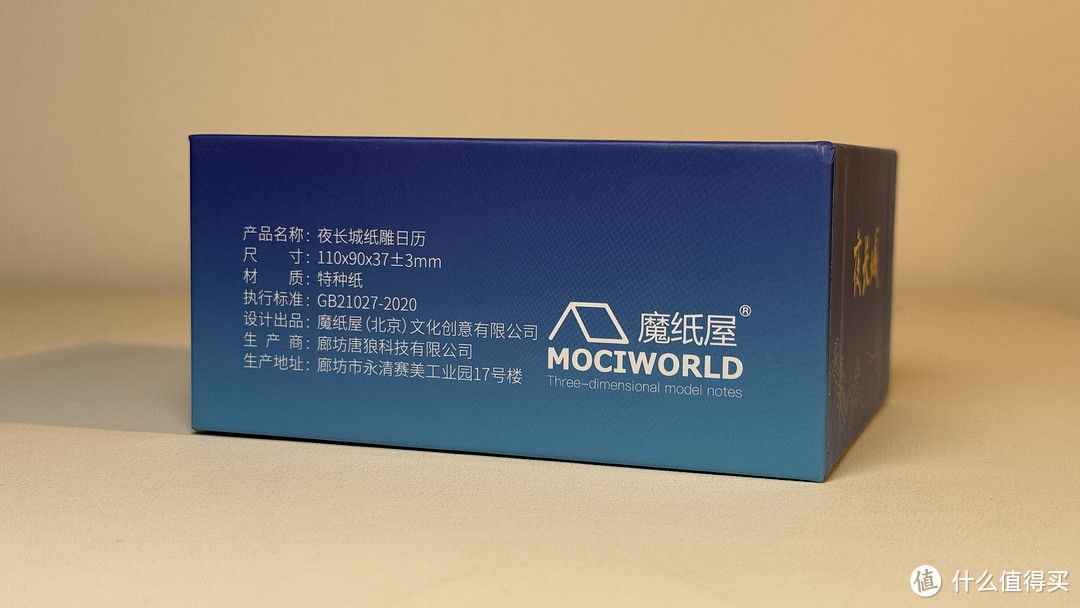 产品名称：夜长城纸雕日历
尺　　寸：110x90x37±3mm
材　　质：特种纸
执行标准：GB21027-2020
设计出品：魔纸屋（北京）文化创意有限公司
生 产 商：廊坊唐狼科技有限公司
生产地址：廊坊市永清赛美工业园17号楼
魔纸屋®
MOCIWORLD
Three-dimensional model notes
夜长城
值 什么值得买